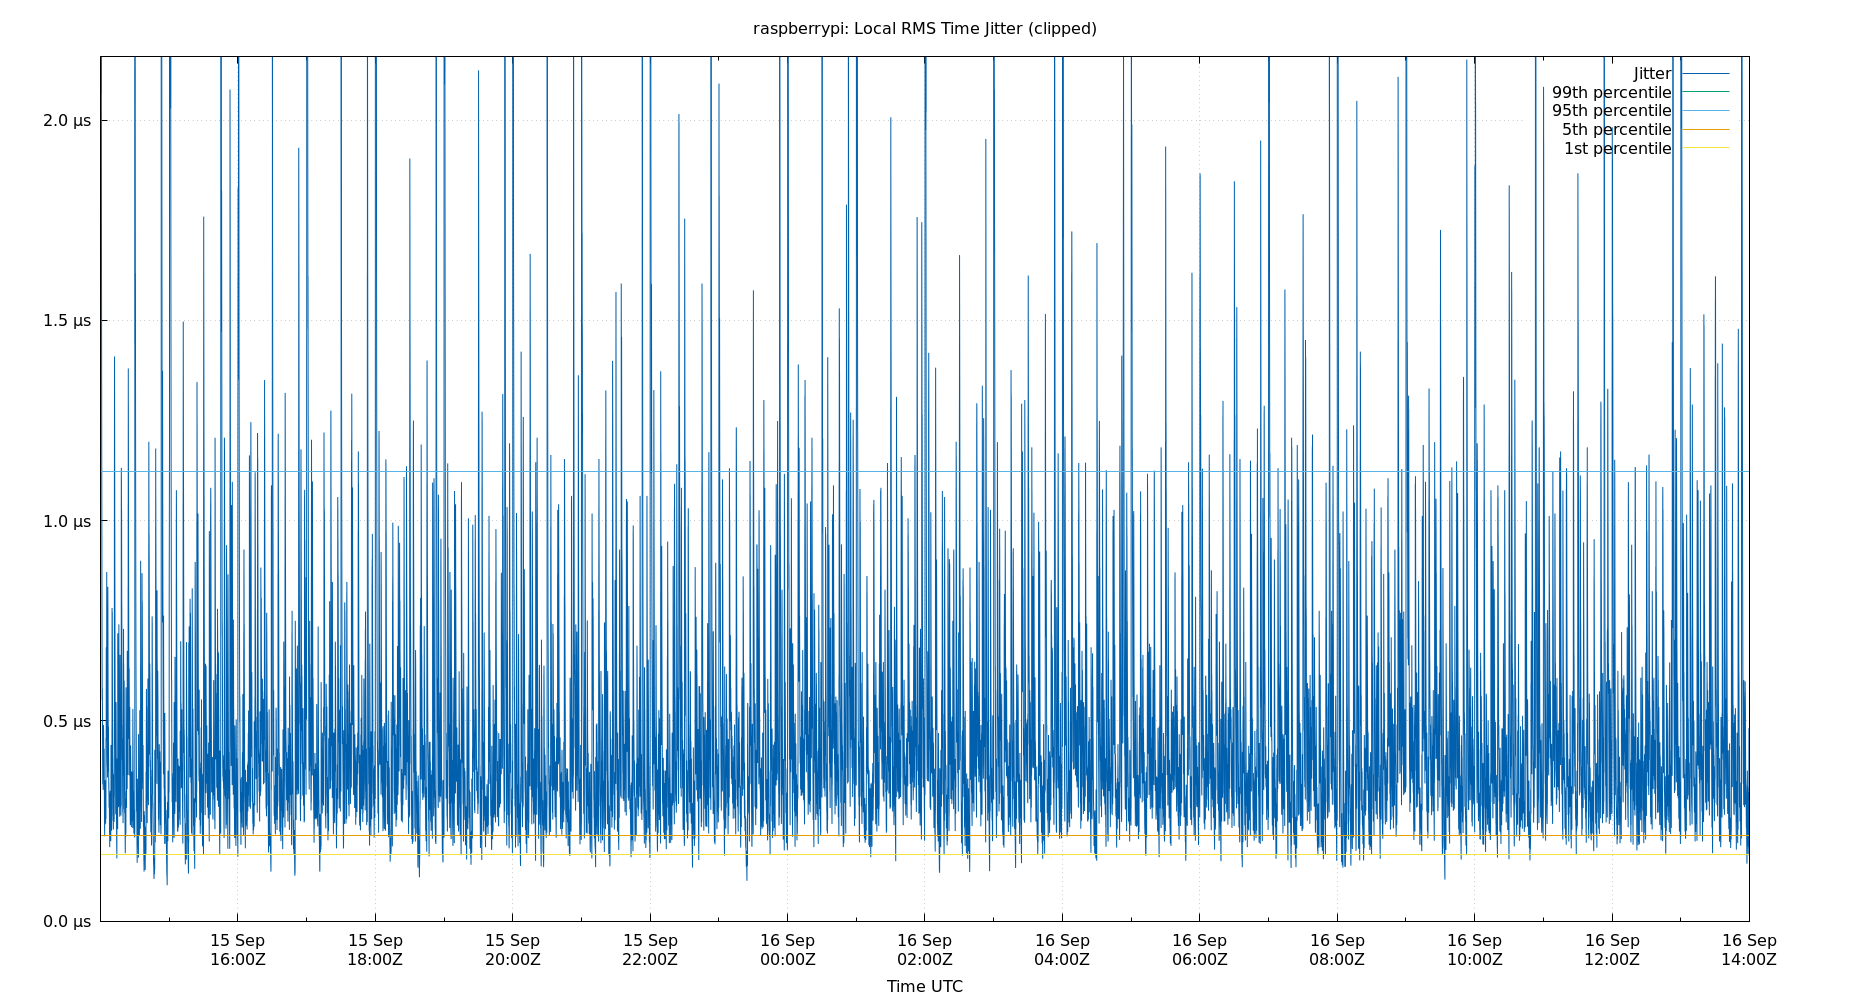 raspberrypi: Local RMS Time Jitter (clipped)
Jitter
99th percentile
95th percentile
5th percentile
1st percentile
2.0 µs
1.5 µs
1.0 µs
0.5 µs
0.0 µs
15 Sep 15 Sep 15 Sep 15 Sep 16 Sep 16 Sep 16 Sep 16 Sep 16 Sep 16 Sep 16 Sep 16 Sep
16:00Z 18:00Z 20:00Z 22:00Z 00:00Z 02:00Z 04:00Z 06:00Z 08:00Z 10:00Z 12:00Z 14:00Z
Time UTC